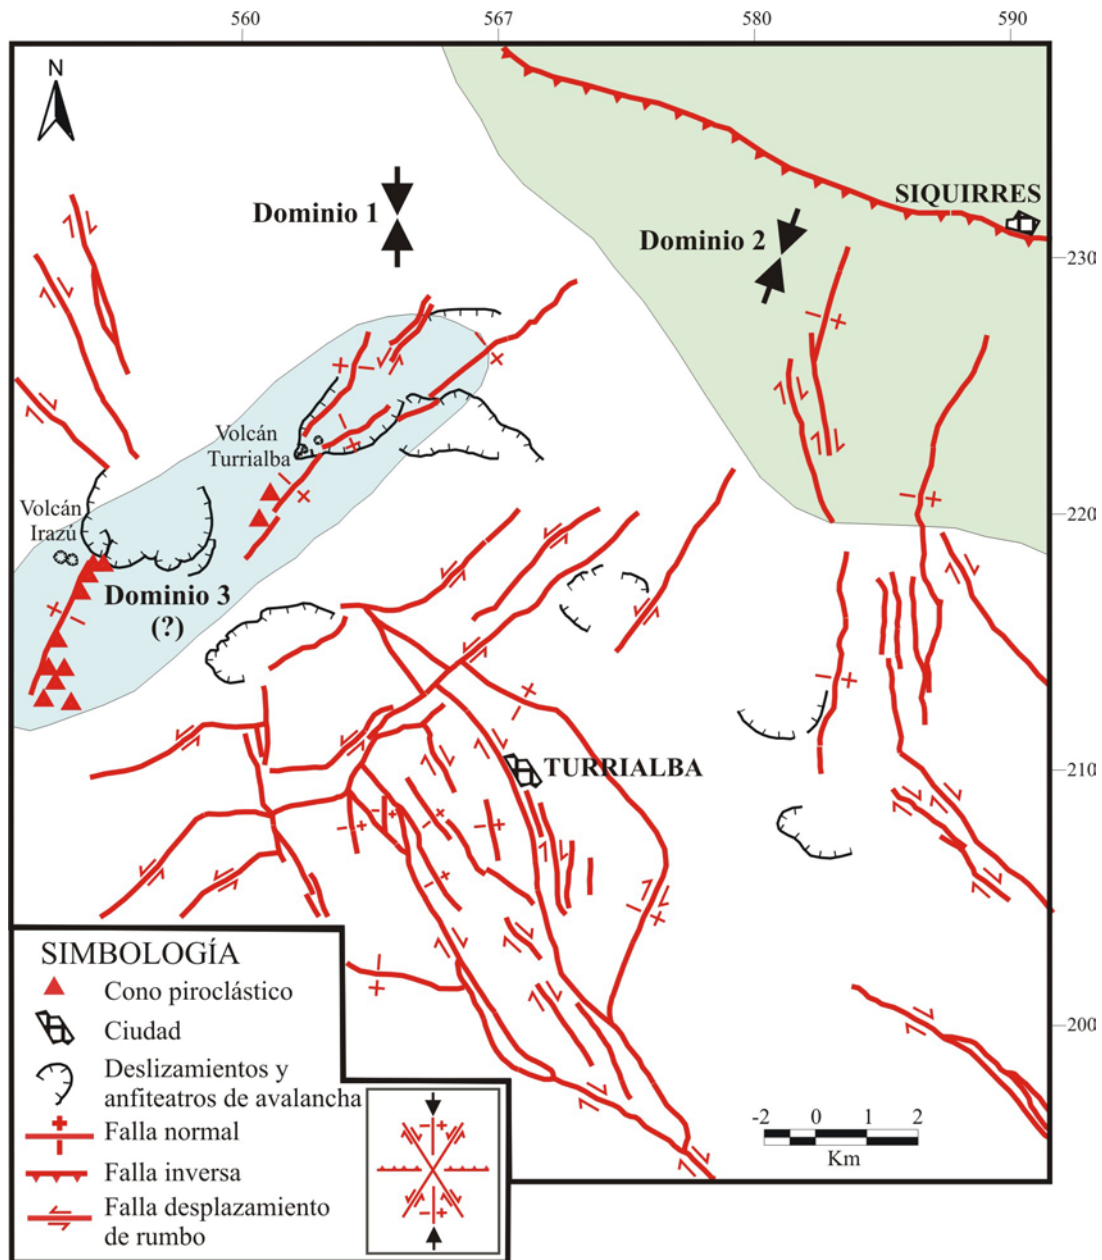 560 567 580 590
N
SIQUIRRES
Dominio 1
Dominio 2
230
Volcán
Turrialba
Volcán
Irazú
220
Dominio 3
(?)
TURRIALBA
210
SIMBOLOGÍA
Cono piroclástico
Ciudad
200
Deslizamientos y
anfiteatros de avalancha
Falla normal
Falla inversa
Falla desplazamiento
de rumbo
-2 0 1 2
Km